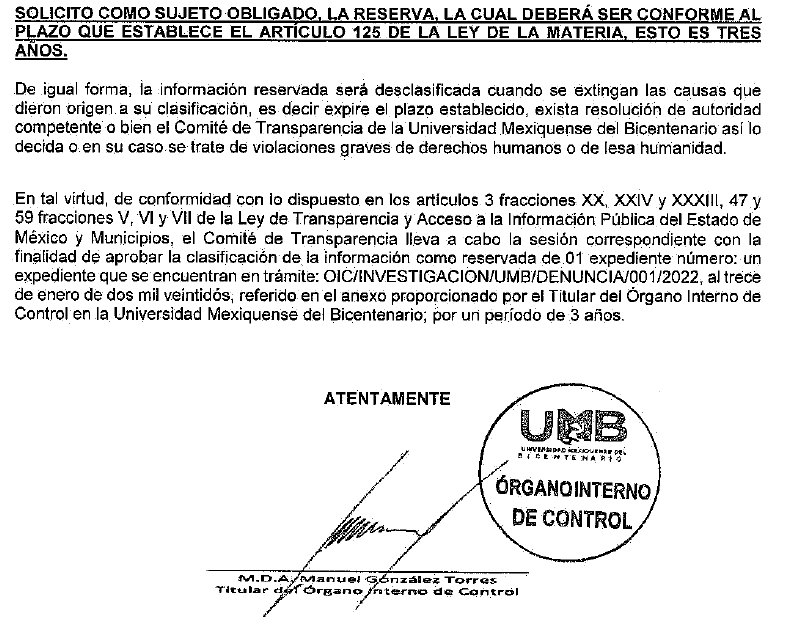 SOLICITO COMO SUJETO OBLIGADO, LA RESERVA, LA CUAL DEBERÁ SER CONFORME AL
PLAZO QUE ESTABLECE EL ARTÍCULO 125 DE LA LEY DE LA MATERIA, ESTO ES TRES
AÑOS.
De igual forma, la información reservada será desclasificada cuando se extingan las causas que
dieron origen a su clasificación, es decir expire el plazo establecido, exista resolución de autoridad
competente o bien el Comité de Transparencia de la Universidad Mexiquense del Bicentenario así lo
decida o en su caso se trate de violaciones graves de derechos humanos o de lesa humanidad.
En tal virtud, de conformidad con lo dispuesto en los artículos 3 fracciones XX, XXIV y XXXIII, 47 y
59 fracciones V, VI y VII de la Ley de Transparencia y Acceso a la Información Pública del Estado de
México y Municipios, el Comité de Transparencia lleva a cabo la sesión correspondiente con la
finalidad de aprobar la clasificación de la información como reservada de 01 expediente número: un
expediente que se encuentran en trámite: OIC/INVESTIGACION/UMB/DENUNCIA/001/2022, al trece
de enero de dos mil veintidós, referido en el anexo proporcionado por el Titular del Órgano Interno de
Control en la Universidad Mexiquense del Bicentenario; por un período de 3 años.
ATENTAMENTE
UMB
UNIVERSIDAD MEXIQUENSE DEL
BICENTENARIO
ÓRGANO INTERNO
DE CONTROL
M.D.A. Manuel González Torres
Titular del Órgano Interno de Control